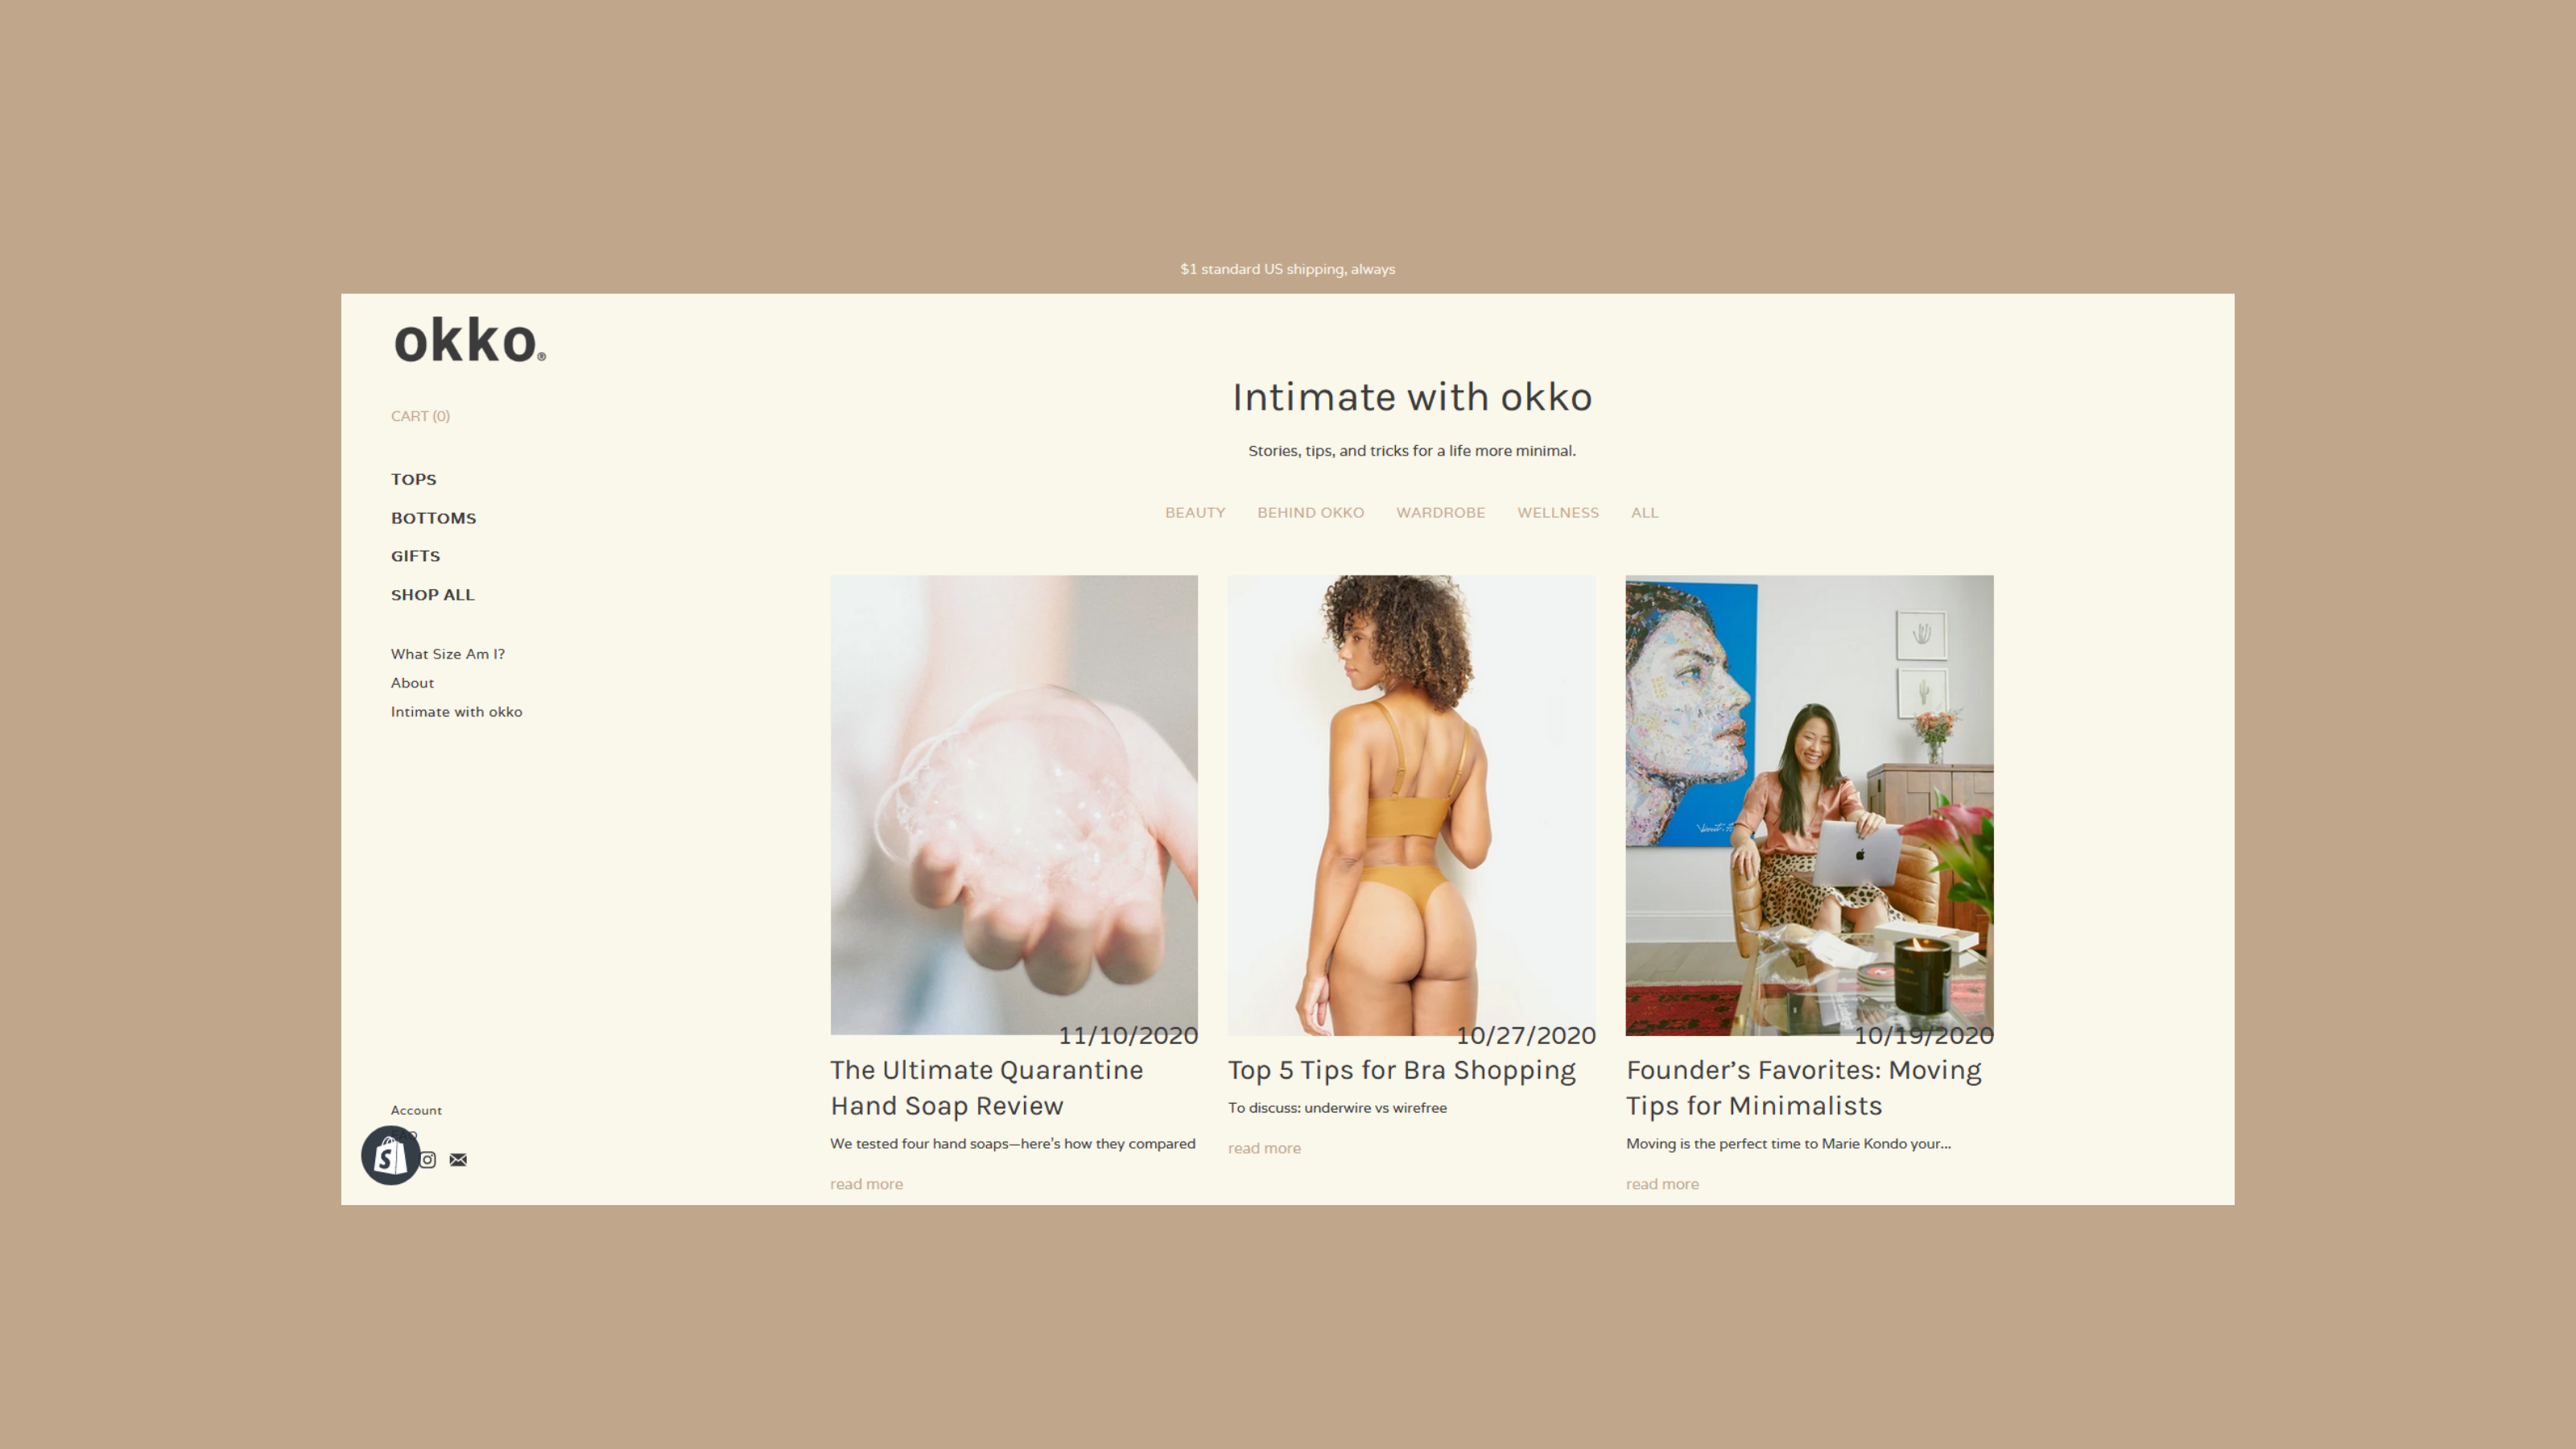 $1 standard US shipping, always
okko.®
CART (0)
TOPS
BOTTOMS
GIFTS
SHOP ALL
What Size Am I?
About
Intimate with okko
Account
Intimate with okko
Stories, tips, and tricks for a life more minimal.
BEAUTY BEHIND OKKO WARDROBE WELLNESS ALL
11/10/2020
The Ultimate Quarantine
Hand Soap Review
We tested four hand soaps—here's how they compared
read more
10/27/2020
Top 5 Tips for Bra Shopping
To discuss: underwire vs wirefree
read more
10/19/2020
Founder's Favorites: Moving
Tips for Minimalists
Moving is the perfect time to Marie Kondo your...
read more